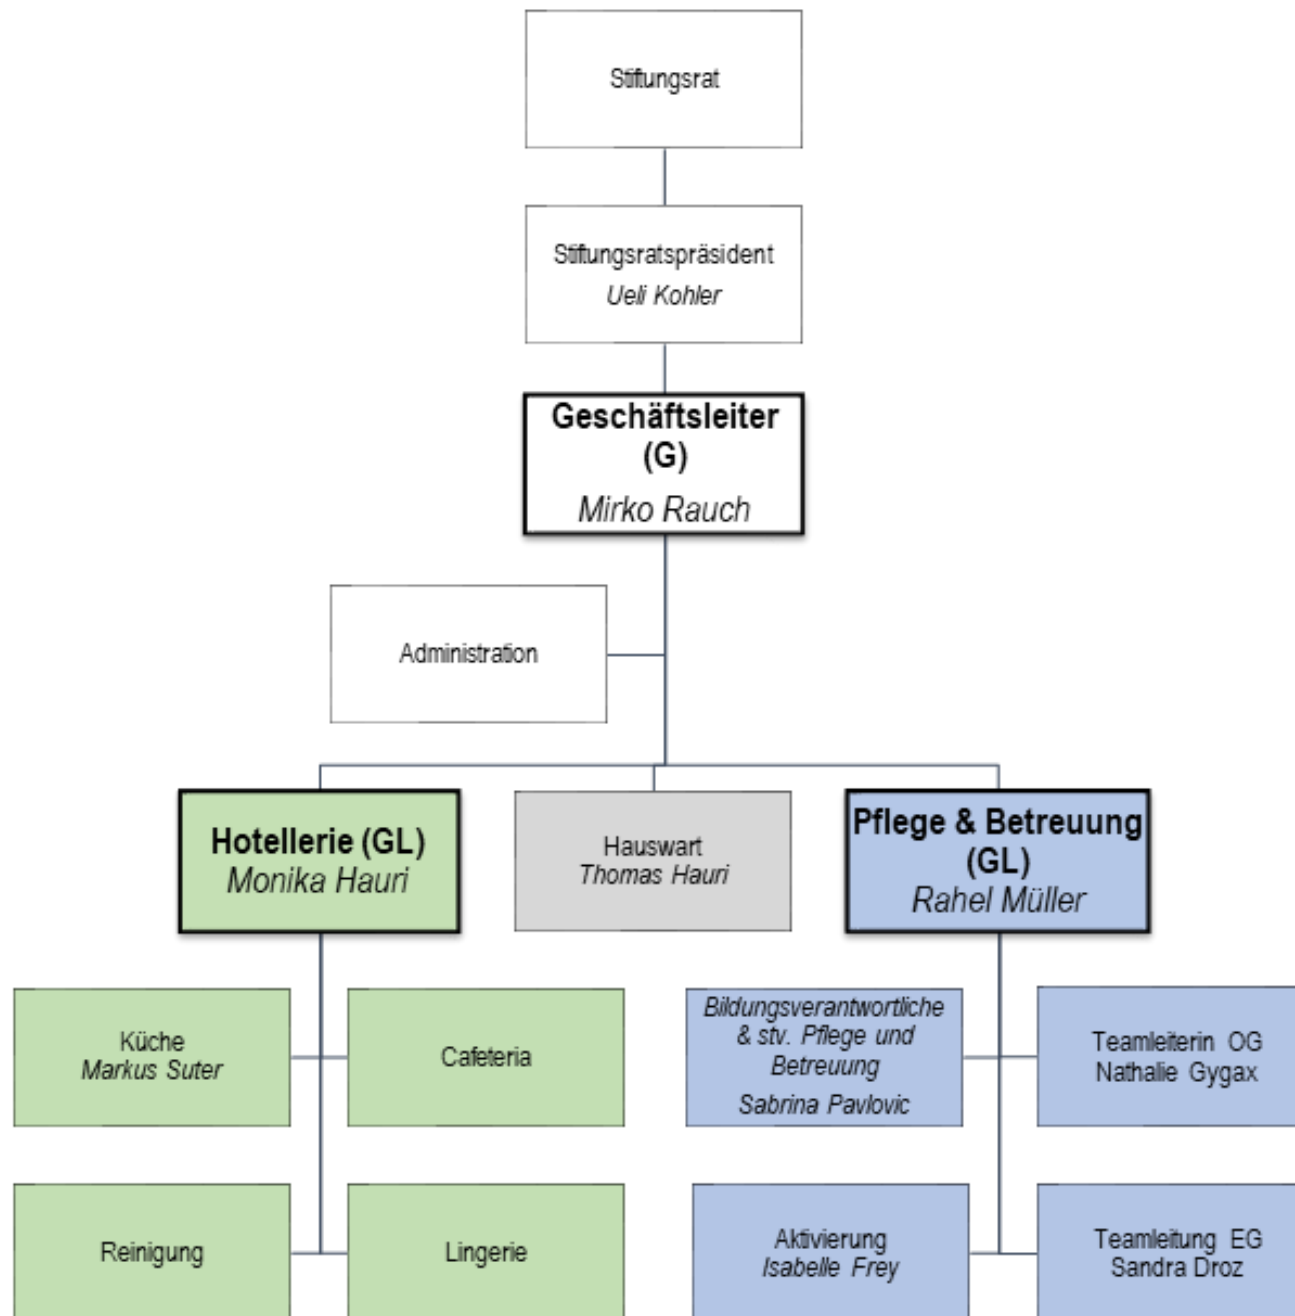 Stiftungsrat
Stiftungsratspräsident
Ueli Kohler
Geschäftsleiter
(G)
Mirko Rauch
Administration
Hotellerie (GL)
Monika Hauri
Hauswart
Thomas Hauri
Pflege & Betreuung
(GL)
Rahel Müller
Küche
Markus Suter
Cafeteria
Bildungsverantwortliche
& stv. Pflege und
Betreuung
Sabrina Pavlovic
Teamleiterin OG
Nathalie Gygax
Reinigung
Lingerie
Aktivierung
Isabelle Frey
Teamleitung EG
Sandra Droz